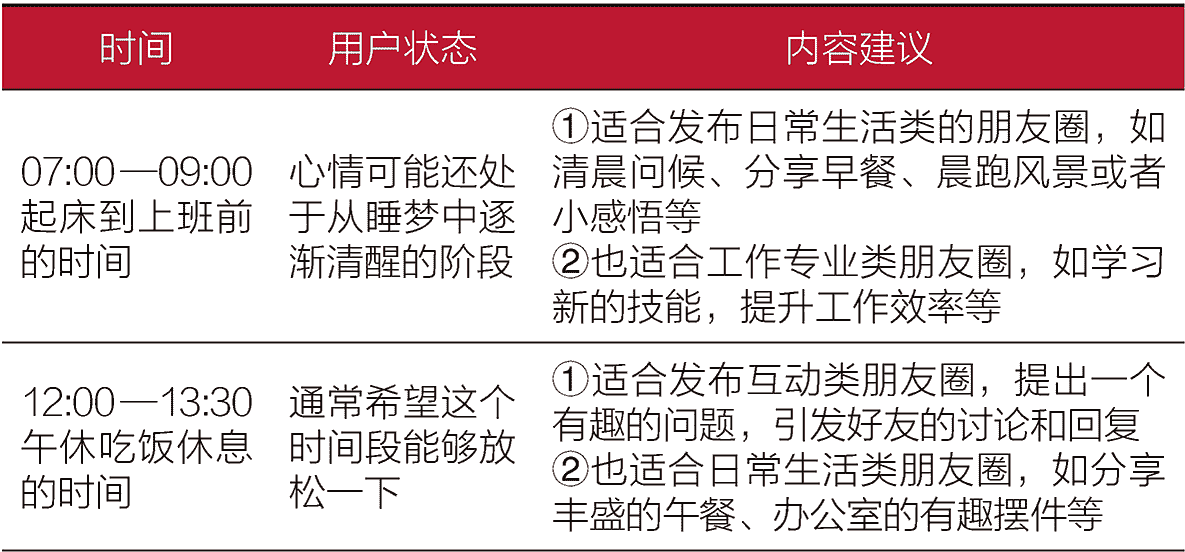 时间 用户状态 内容建议
07:00—09:00
起床到上班前
的时间
心情可能还处
于从睡梦中逐
渐清醒的阶段
①适合发布日常生活类的朋友圈，如
清晨问候、分享早餐、晨跑风景或者
小感悟等
②也适合工作专业类朋友圈，如学习
新的技能，提升工作效率等
12:00—13:30
午休吃饭休息
的时间
通常希望这个
时间段能够放
松一下
①适合发布互动类朋友圈，提出一个
有趣的问题，引发好友的讨论和回复
②也适合日常生活类朋友圈，如分享
丰盛的午餐、办公室的有趣摆件等